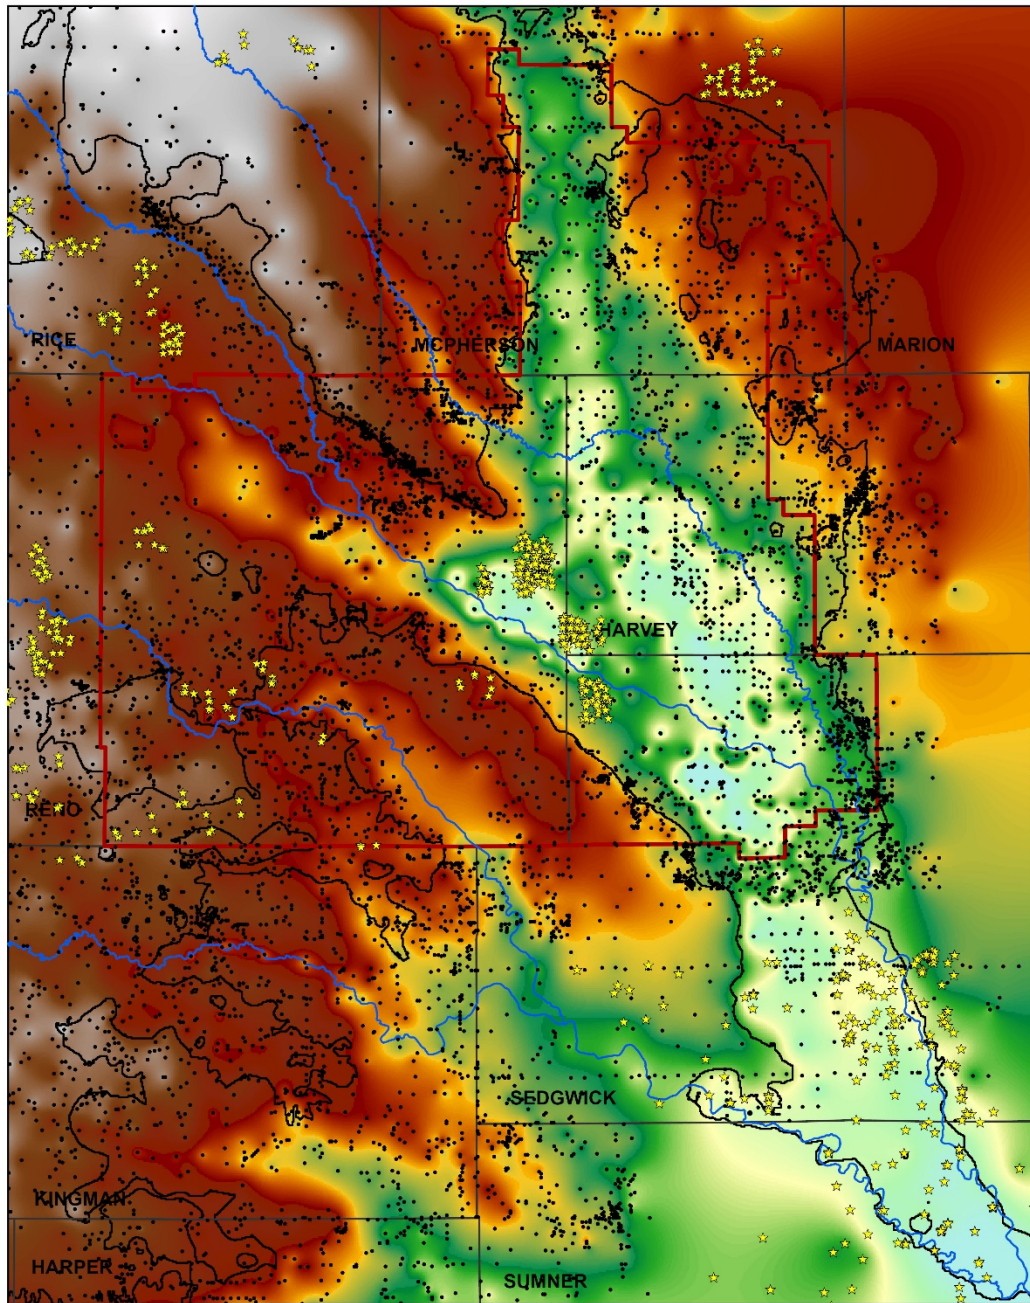 RICE
MCPHERSON
MARION
HARVEY
RENO
SEDGWICK
KINGMAN
HARPER
SUMNER